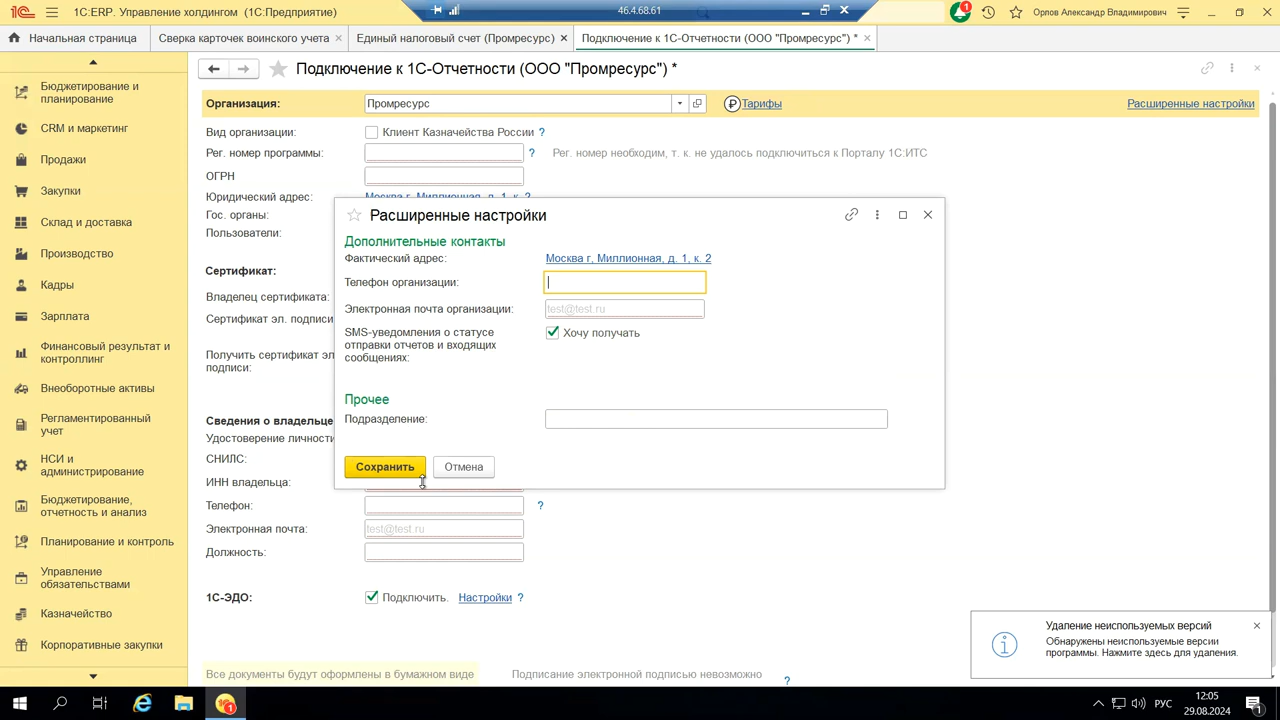 1С:ERP. Управление холдингом (1С:Предприятие)
46.4.68.61
1
Орлов Александр Владимирович
Начальная страница
Сверка карточек воинского учета
Единый налоговый счет (Промресурс)
Подключение к 1С-Отчетности (ООО "Промресурс") *
Бюджетирование и
планирование
CRM и маркетинг
Продажи
Закупки
Склад и доставка
Производство
Кадры
Зарплата
Финансовый результат и
контроллинг
Внеоборотные активы
Регламентированный
учет
НСИ и
администрирование
Бюджетирование,
отчетность и анализ
Планирование и контроль
Управление
обязательствами
Казначейство
Корпоративные закупки
Подключение к 1С-Отчетности (ООО "Промресурс") *
Организация: Промресурс Тарифы Расширенные настройки
Вид организации: Клиент Казначейства России ?
Рег. номер программы: ? Рег. номер необходим, т. к. не удалось подключиться к Порталу 1С:ИТС
ОГРН
Юридический адрес: Москва г, Миллионная, д. 1, к. 2
Гос. органы:
Пользователи:
Сертификат:
Владелец сертификата:
Сертификат эл. подписи
Получить сертификат эл
подписи:
Сведения о владельце
Удостоверение личности
СНИЛС:
ИНН владельца:
Телефон: ?
Электронная почта: test@test.ru
Должность:
1С-ЭДО: Подключить. Настройки ?
Все документы будут оформлены в бумажном виде
Подписание электронной подписью невозможно ?
Расширенные настройки
Дополнительные контакты
Фактический адрес: Москва г, Миллионная, д. 1, к. 2
Телефон организации:
Электронная почта организации: test@test.ru
SMS-уведомления о статусе
отправки отчетов и входящих
сообщениях:
Хочу получать
Прочее
Подразделение:
Сохранить Отмена
Удаление неиспользуемых версий
Обнаружены неиспользуемые версии
программы. Нажмите здесь для удаления.
РУС
12:05
29.08.2024
1